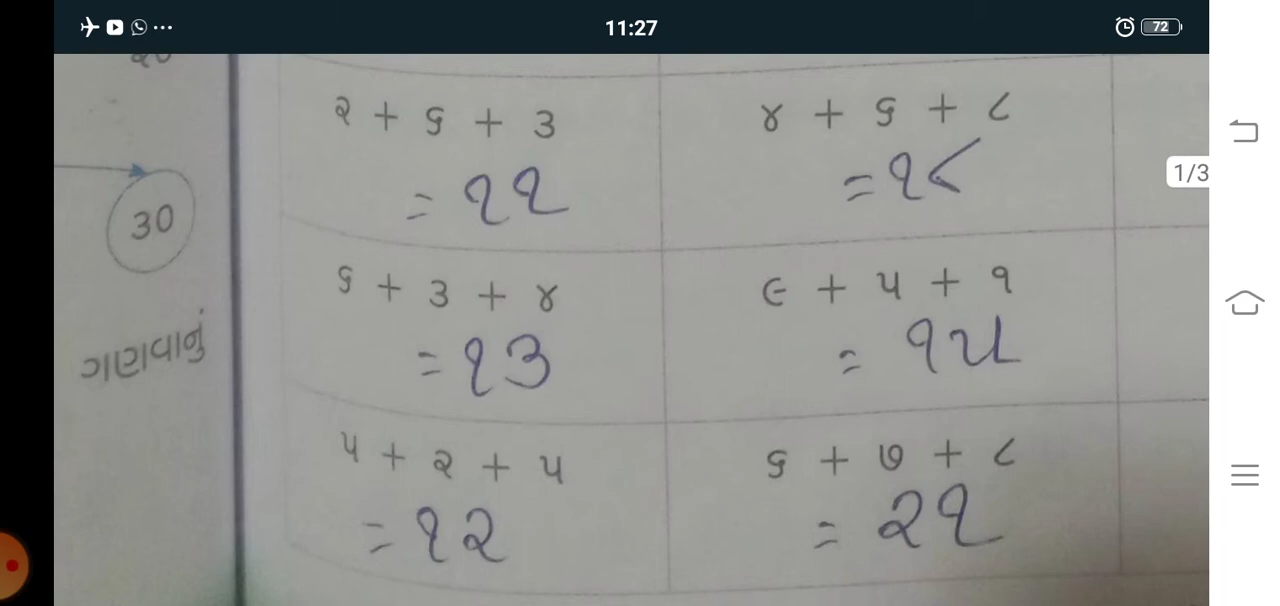 11:27
72
૨ + ૬ + ૩
= ૧૧
૪ + ૬ + ૮
= ૧૮
1/3
૩૦
૬ + ૩ + ૪
= ૧૩
૯ + ૫ + ૧
= ૧૫
ગણવાનું
૫ + ૨ + ૫
= ૧૨
૬ + ૭ + ૮
= ૨૧